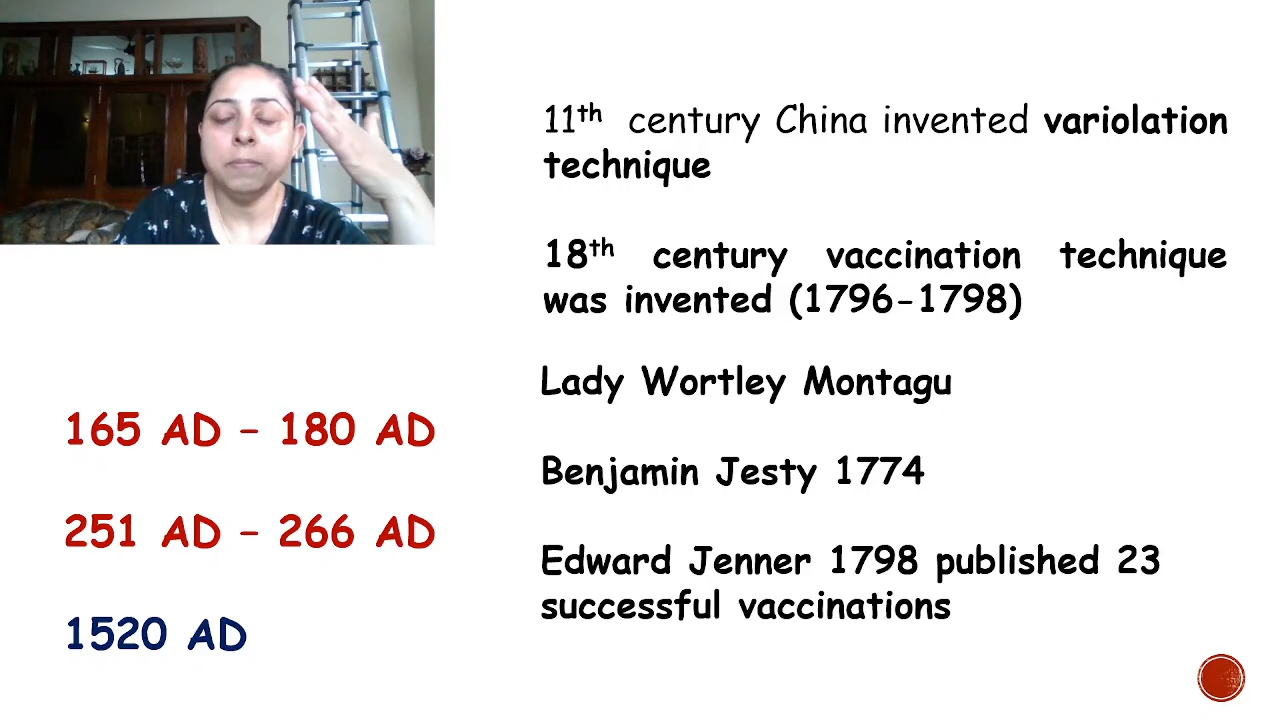 11th century China invented variolation
technique
18th century vaccination technique
was invented (1796-1798)
Lady Wortley Montagu
165 AD – 180 AD
Benjamin Jesty 1774
251 AD – 266 AD
Edward Jenner 1798 published 23
successful vaccinations
1520 AD